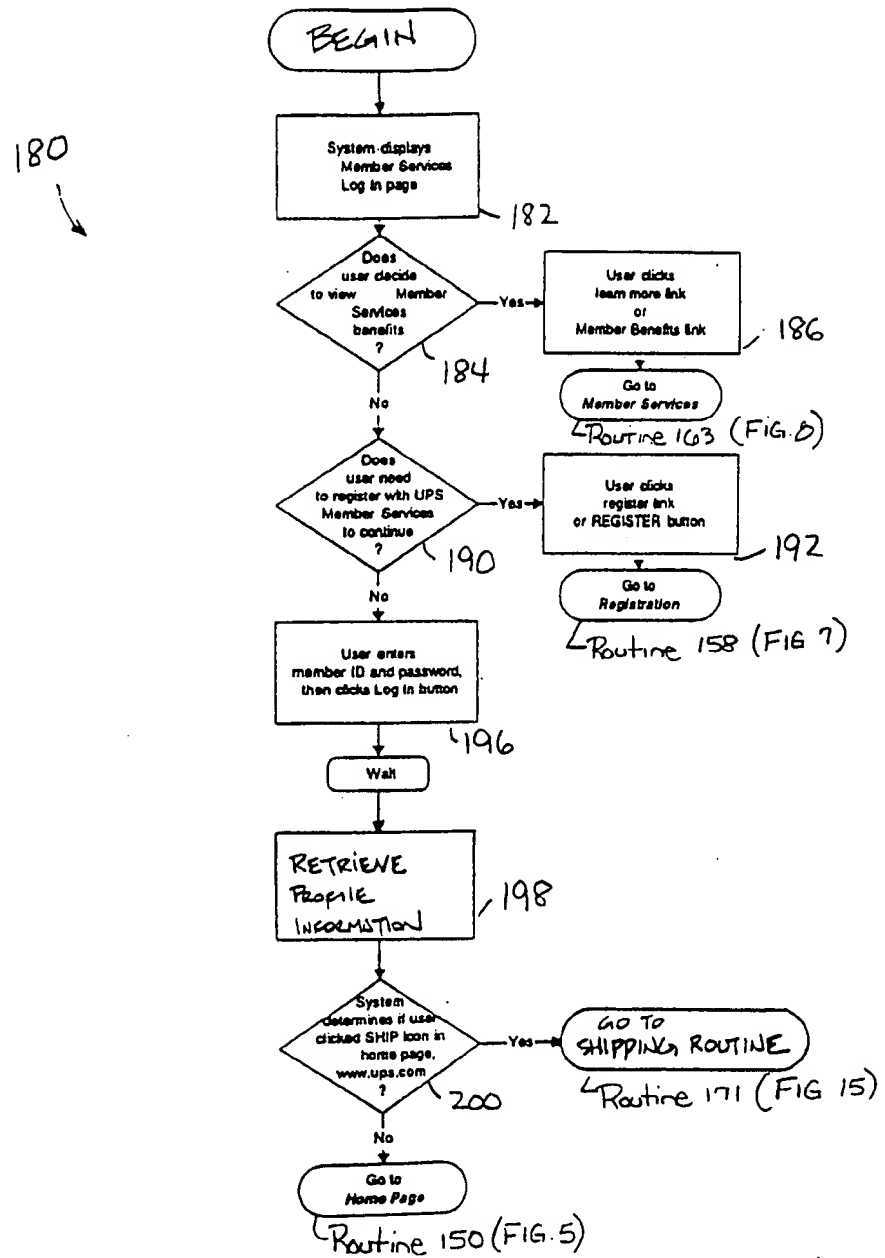 BEGIN
180
System displays
Member Services
Log In page
182
Does
user decide
to view Member
Services
benefits
?
184
Yes
User clicks
learn more link
or
Member Benefits link
186
Go to
Member Services
Routine 163 (FIG. 8)
No
Does
user need
to register with UPS
Member Services
to continue
?
190
Yes
User clicks
register link
or REGISTER button
192
Go to
Registration
Routine 158 (FIG 7)
No
User enters
member ID and password,
then clicks Log In button
196
Wait
RETRIEVE
PROFILE
INFORMATION
198
System
determines if user
clicked SHIP icon in
home page,
www.ups.com
?
200
Yes
GO TO
SHIPPING ROUTINE
Routine 171 (FIG 15)
No
Go to
Home Page
Routine 150 (FIG. 5)